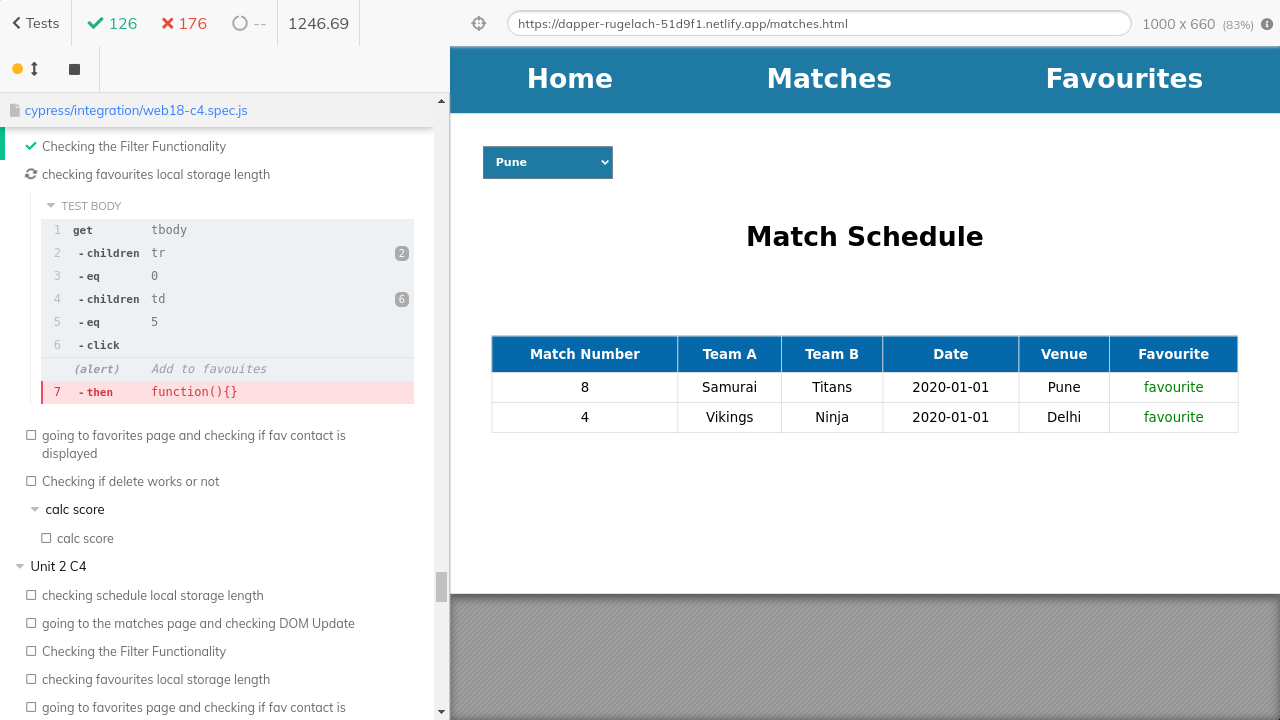 Tests
126
176
--
1246.69
https://dapper-rugelach-51d9f1.netlify.app/matches.html
1000 x 660 (83%)
cypress/integration/web18-c4.spec.js
Checking the Filter Functionality
checking favourites local storage length
TEST BODY
1 get tbody
2 - children tr 2
3 - eq 0
4 - children td 6
5 - eq 5
6 - click
(alert) Add to favouites
7 - then function(){}
going to favorites page and checking if fav contact is
displayed
Checking if delete works or not
calc score
calc score
Unit 2 C4
checking schedule local storage length
going to the matches page and checking DOM Update
Checking the Filter Functionality
checking favourites local storage length
going to favorites page and checking if fav contact is
Home Matches Favourites
Pune
Match Schedule
Match Number Team A Team B Date Venue Favourite
8 Samurai Titans 2020-01-01 Pune favourite
4 Vikings Ninja 2020-01-01 Delhi favourite